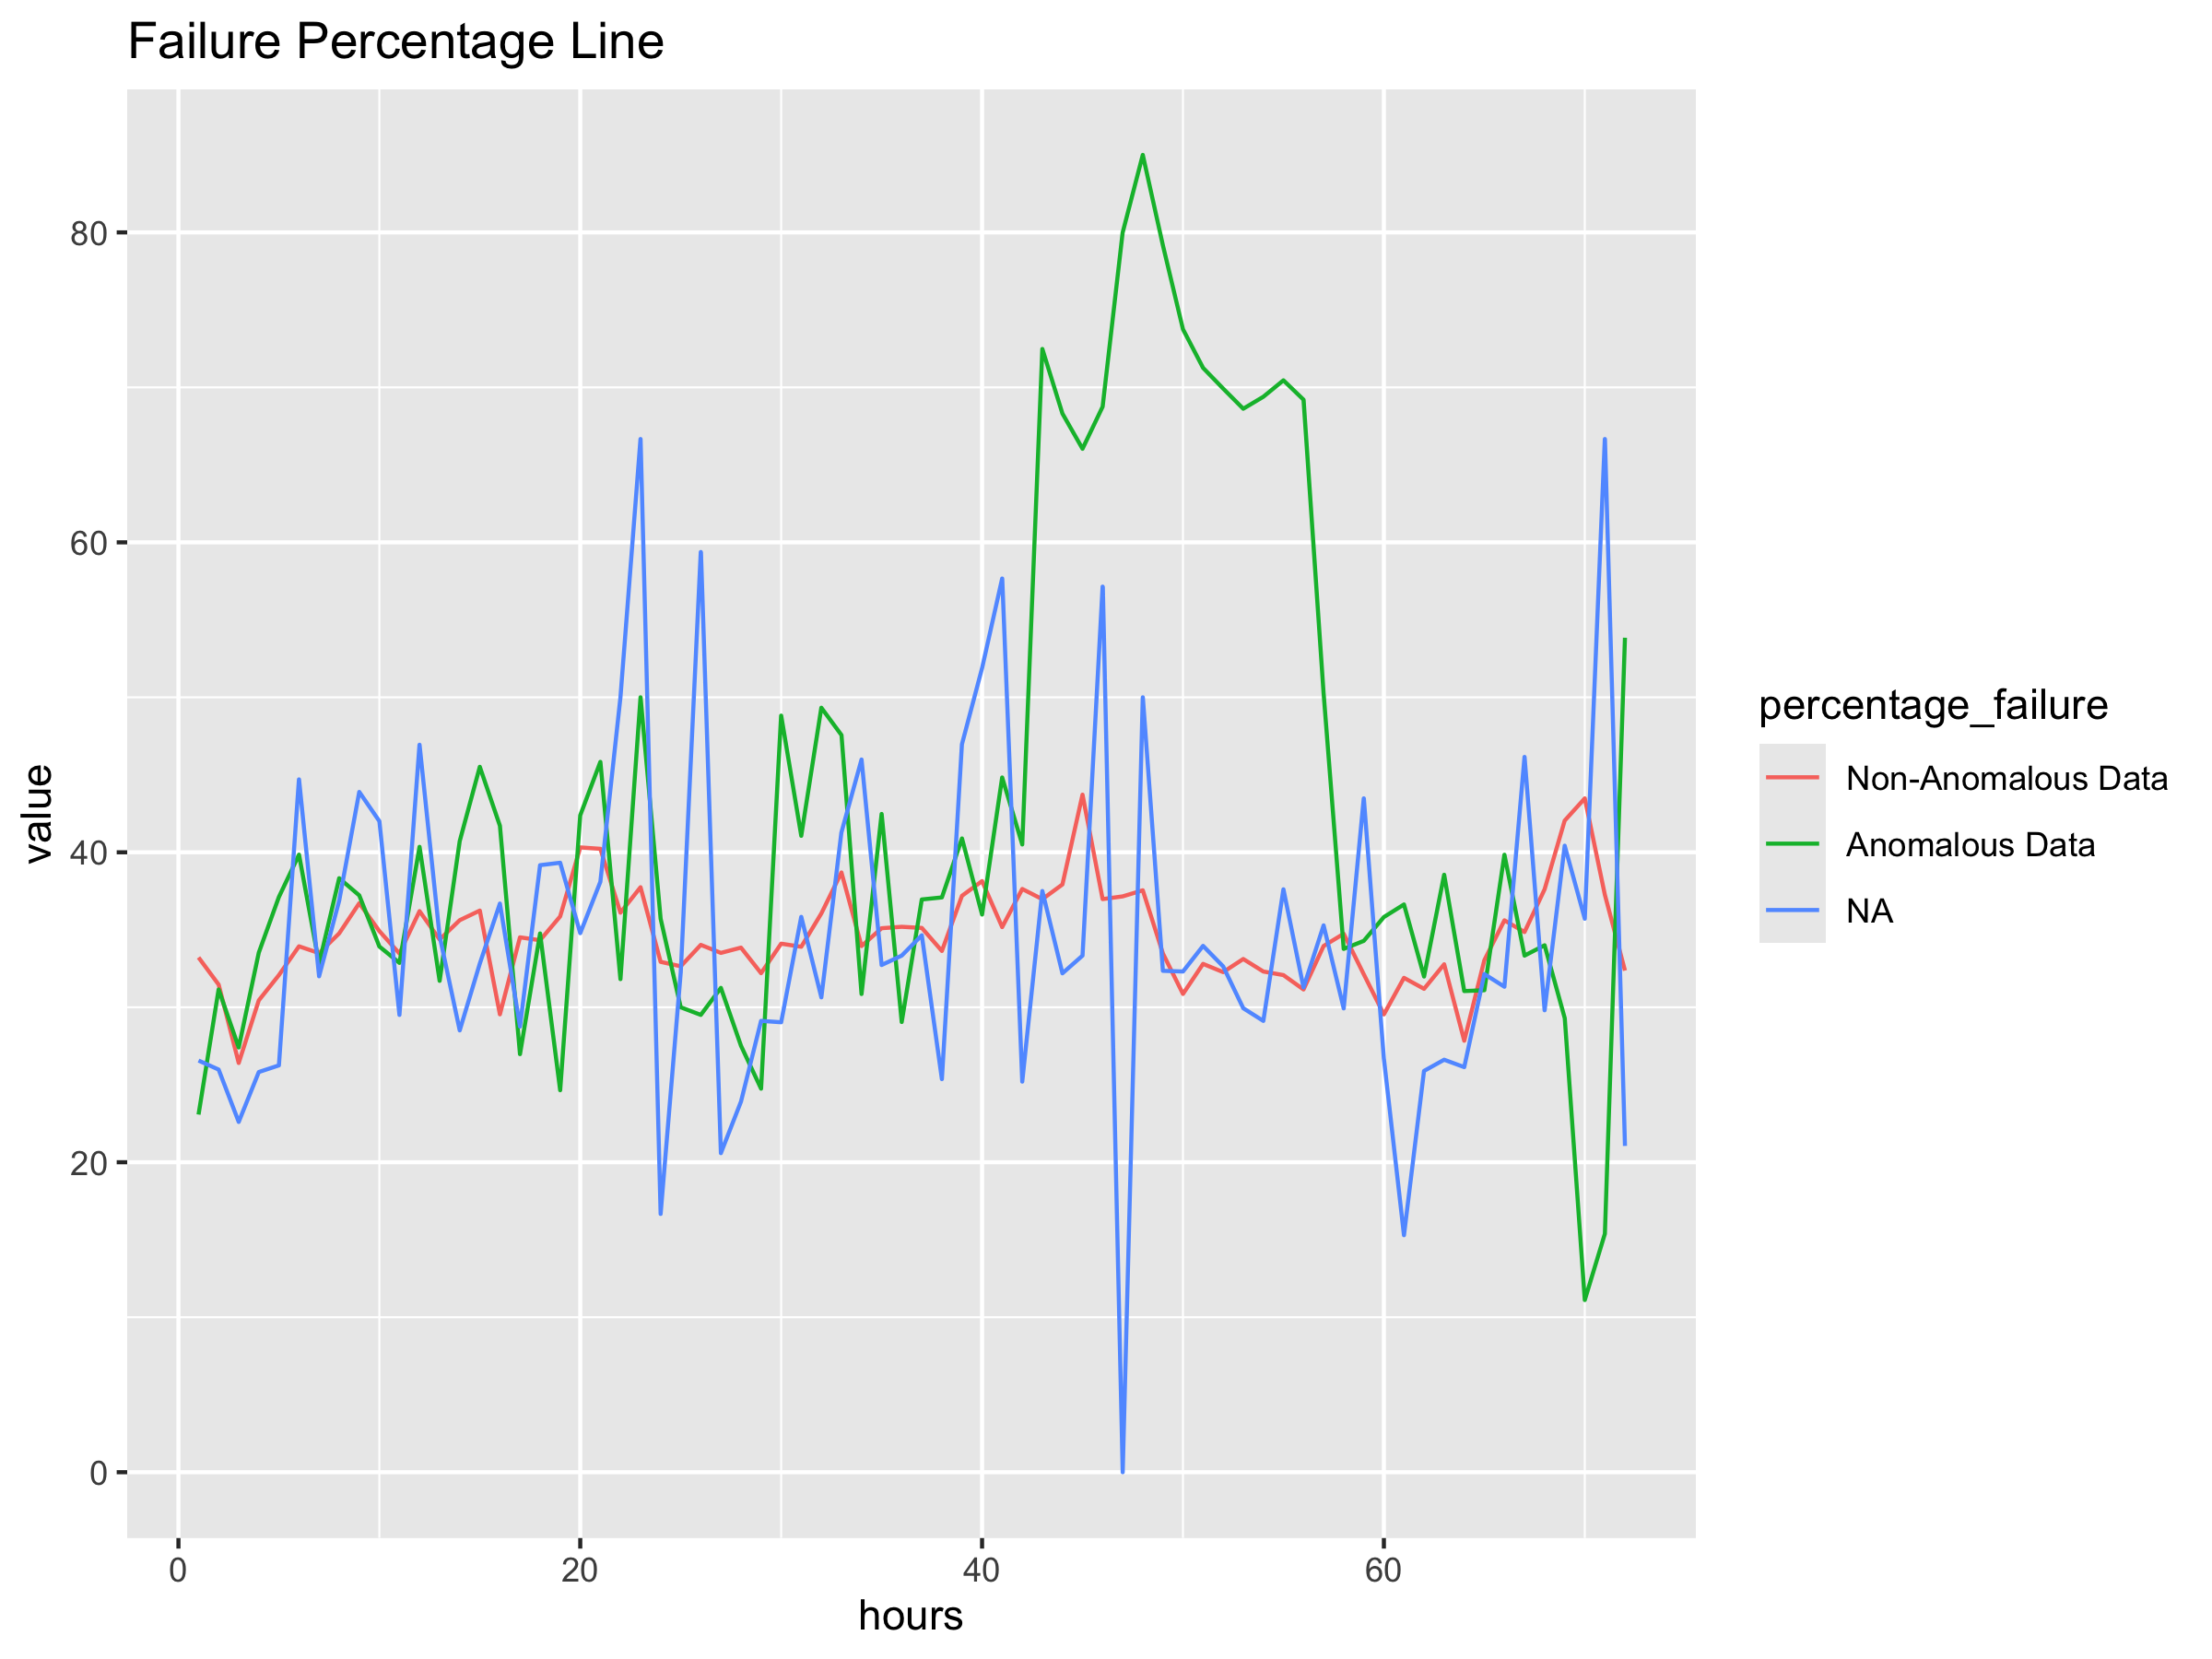 Failure Percentage Line
value
80
60
40
20
0
0 20 40 60
hours
percentage_failure
Non-Anomalous Data
Anomalous Data
NA